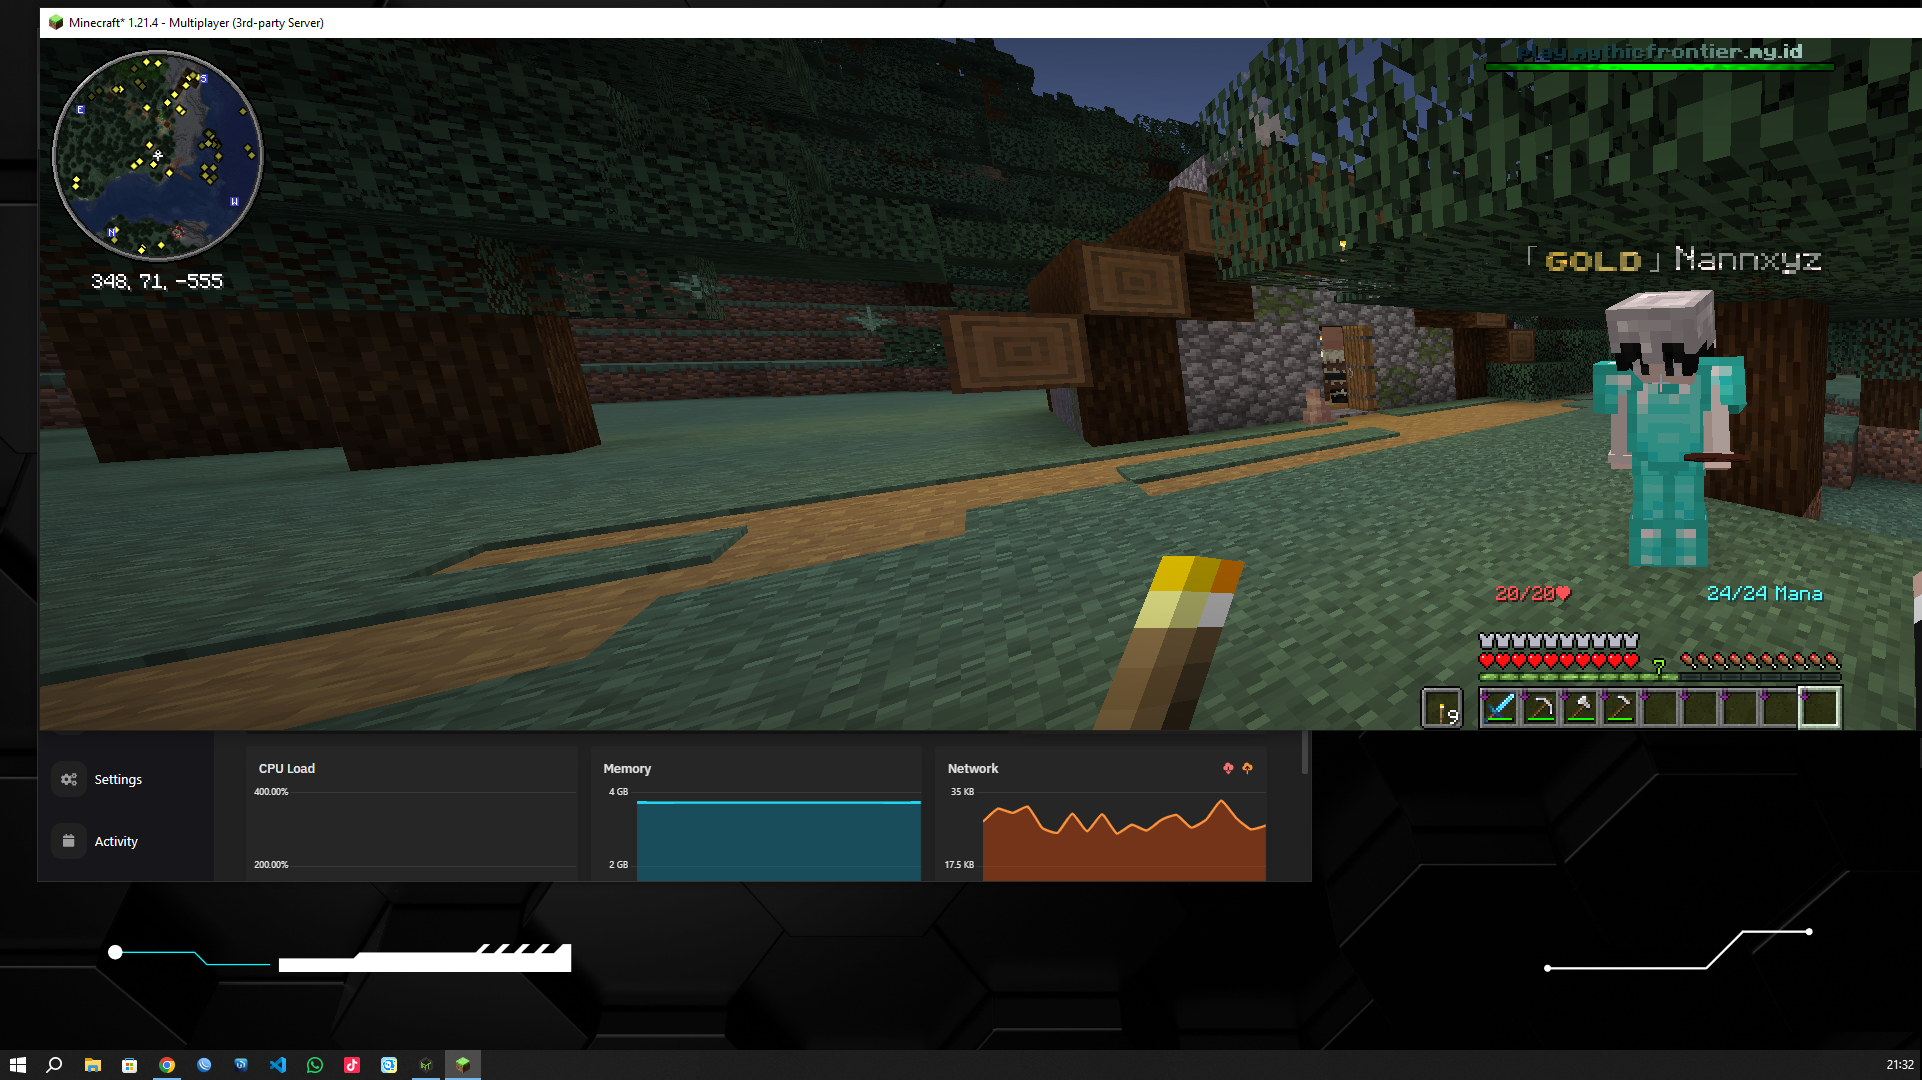 Minecraft* 1.21.4 - Multiplayer (3rd-party Server)
play.mythicfrontier.my.id
S
E
W
N
348, 71, -555
「GOLD」Nannxyz
20/20
24/24 Mana
7
9
Settings
Activity
CPU Load
400.00%
200.00%
Memory
4 GB
2 GB
Network
35 KB
17.5 KB
21:32